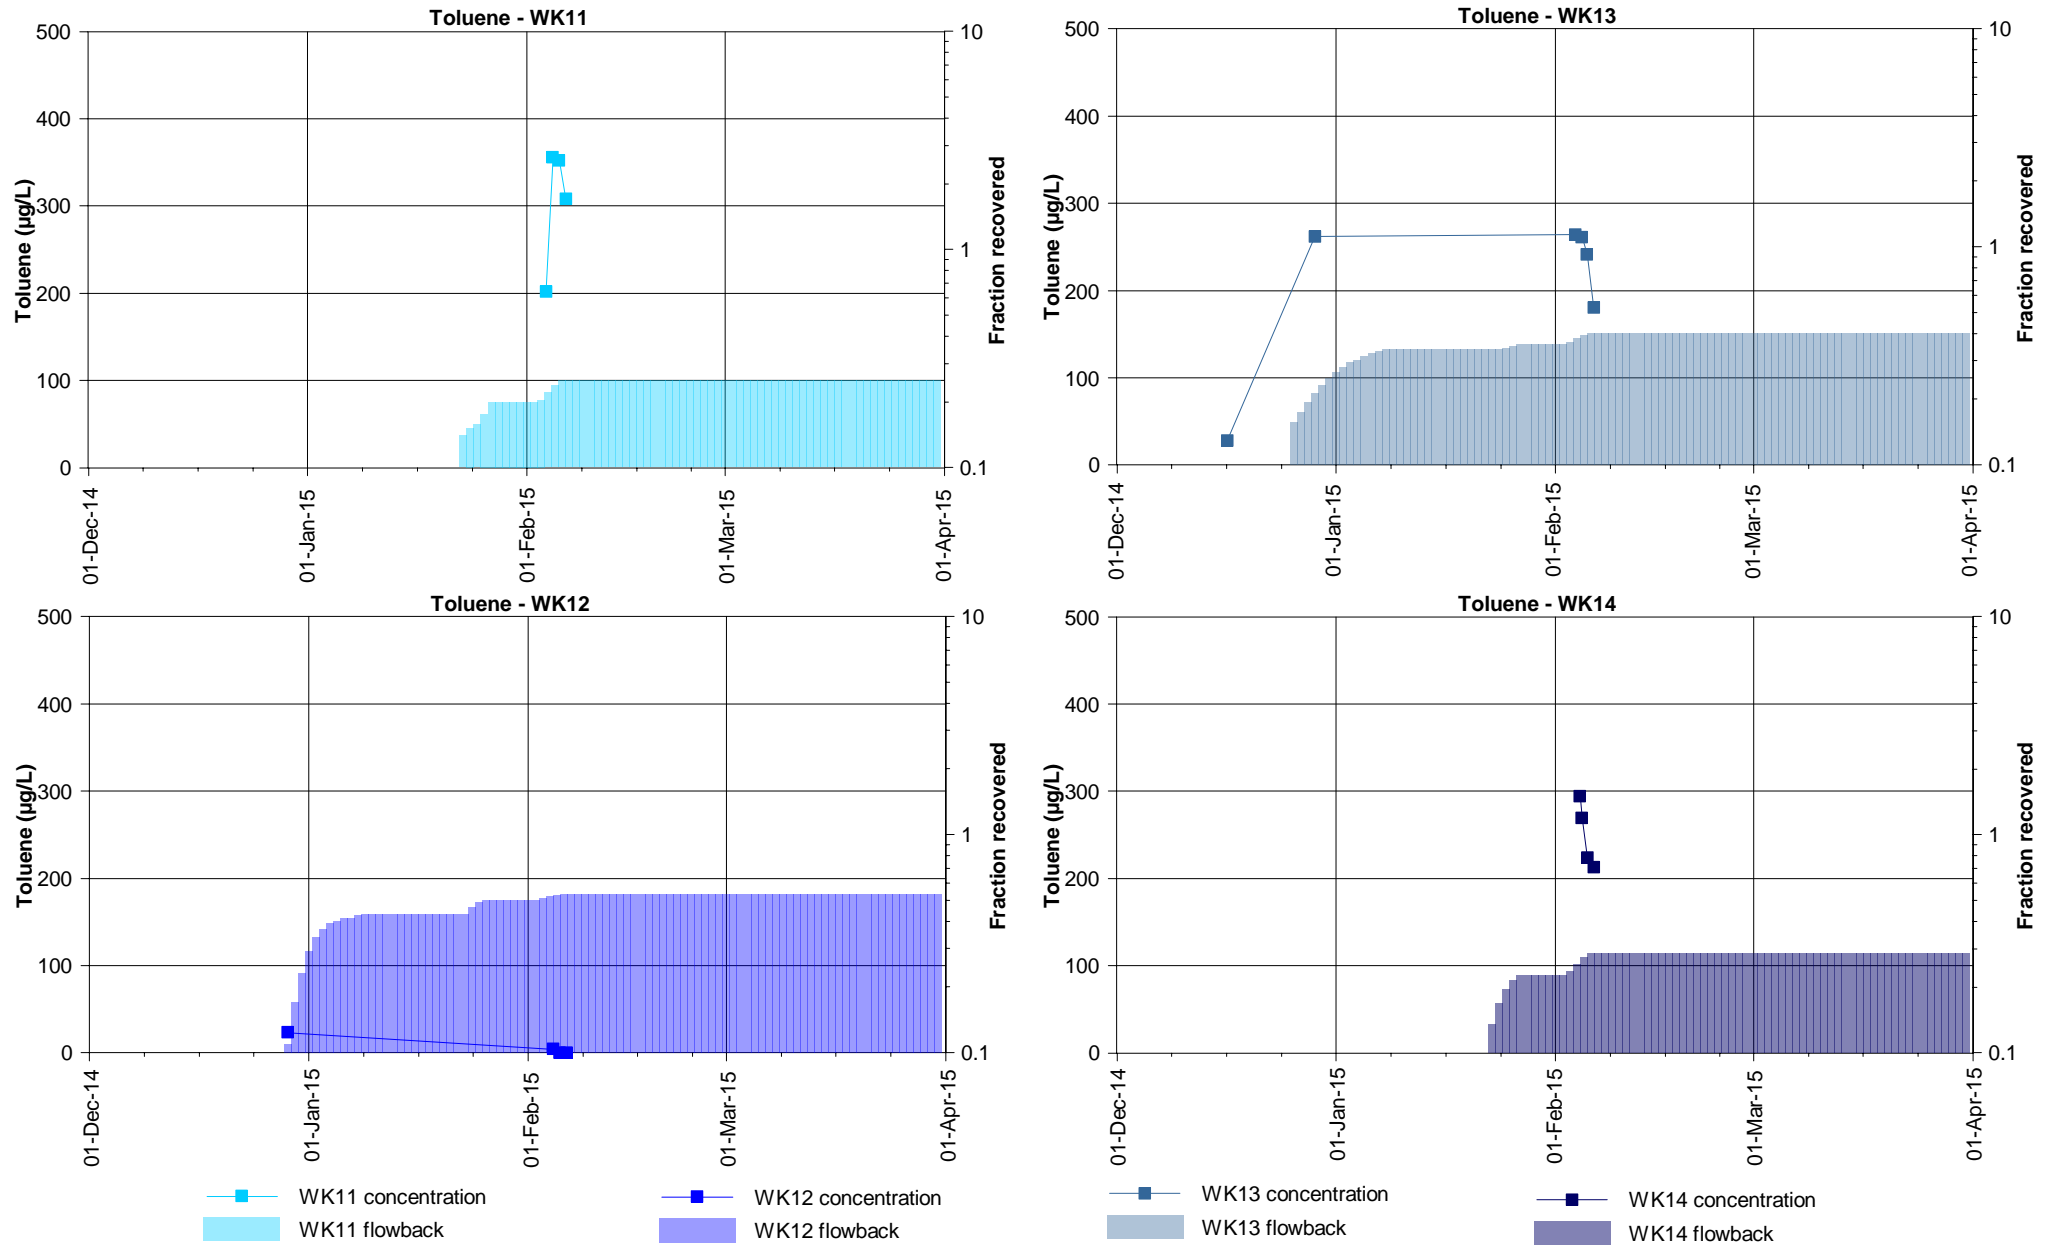 Toluene - WK11
500
400
300
200
100
0
Toluene (µg/L)
10
1
0.1
Fraction recovered
01-Dec-14
01-Jan-15
01-Feb-15
01-Mar-15
01-Apr-15
Toluene - WK13
500
400
300
200
100
0
Toluene (µg/L)
10
1
0.1
Fraction recovered
01-Dec-14
01-Jan-15
01-Feb-15
01-Mar-15
01-Apr-15
Toluene - WK12
500
400
300
200
100
0
Toluene (µg/L)
10
1
0.1
Fraction recovered
01-Dec-14
01-Jan-15
01-Feb-15
01-Mar-15
01-Apr-15
Toluene - WK14
500
400
300
200
100
0
Toluene (µg/L)
10
1
0.1
Fraction recovered
01-Dec-14
01-Jan-15
01-Feb-15
01-Mar-15
01-Apr-15
WK11 concentration
WK11 flowback
WK12 concentration
WK12 flowback
WK13 concentration
WK13 flowback
WK14 concentration
WK14 flowback